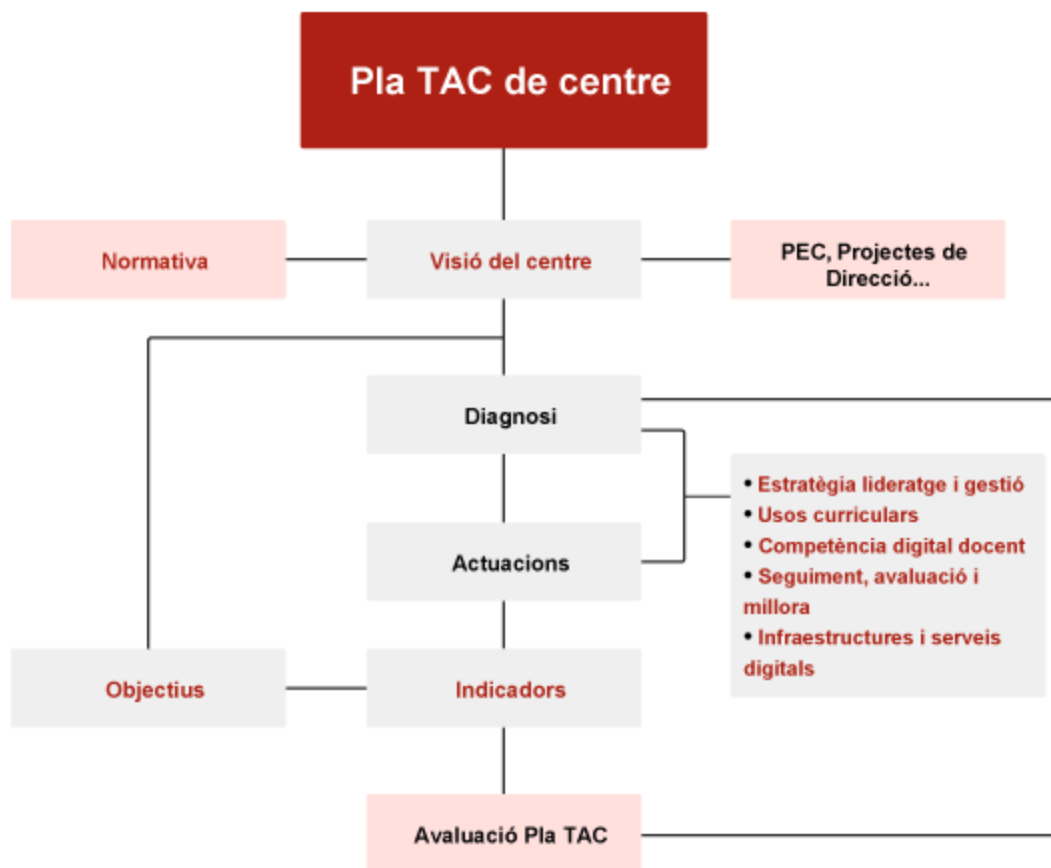 Pla TAC de centre
Normativa
Visió del centre
PEC, Projectes de
Direcció...
Diagnosi
• Estratègia lideratge i gestió
• Usos curriculars
• Competència digital docent
• Seguiment, avaluació i
millora
• Infraestructures i serveis
digitals
Actuacions
Objectius
Indicadors
Avaluació Pla TAC